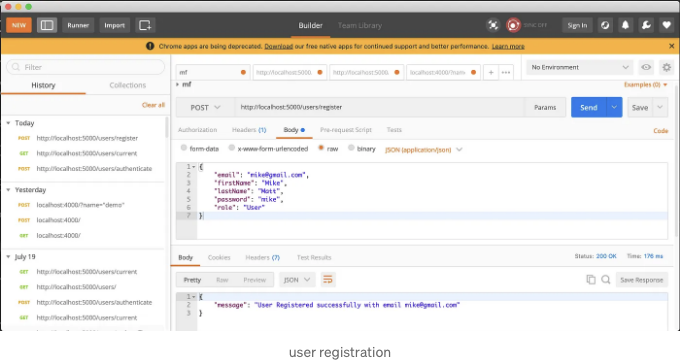 NEW Runner Import Builder Team Library SYNC OFF Sign In
Chrome apps are being deprecated. Download our free native apps for continued support and better performance. Learn more
Filter
History Collections
Clear all
Today
POST http://localhost:5000/users/register
GET http://localhost:5000/users/current
POST http://localhost:5000/users/authenticate
Yesterday
POST localhost:4000/?name="demo"
POST localhost:4000/
GET localhost:4000/
July 19
GET http://localhost:5000/users/current
GET http://localhost:5000/users/
POST http://localhost:5000/users/authenticate
GET http://localhost:5000/users/current
mf http://localhost:5000, http://localhost:5000, localhost:4000/?name + ••• No Environment
mf Examples (0)
POST http://localhost:5000/users/register Params Send Save
Authorization Headers (1) Body Pre-request Script Tests Code
form-data x-www-form-urlencoded raw binary JSON (application/json)
1 {
2 "email": "mike@gmail.com",
3 "firstName": "Mike",
4 "lastName": "Mott",
5 "password": "mike",
6 "role": "User"
7 }
Body Cookies Headers (7) Test Results Status: 200 OK Time: 176 ms
Pretty Raw Preview JSON Save Response
1 {
2 "message": "User Registered successfully with email mike@gmail.com"
3 }
user registration